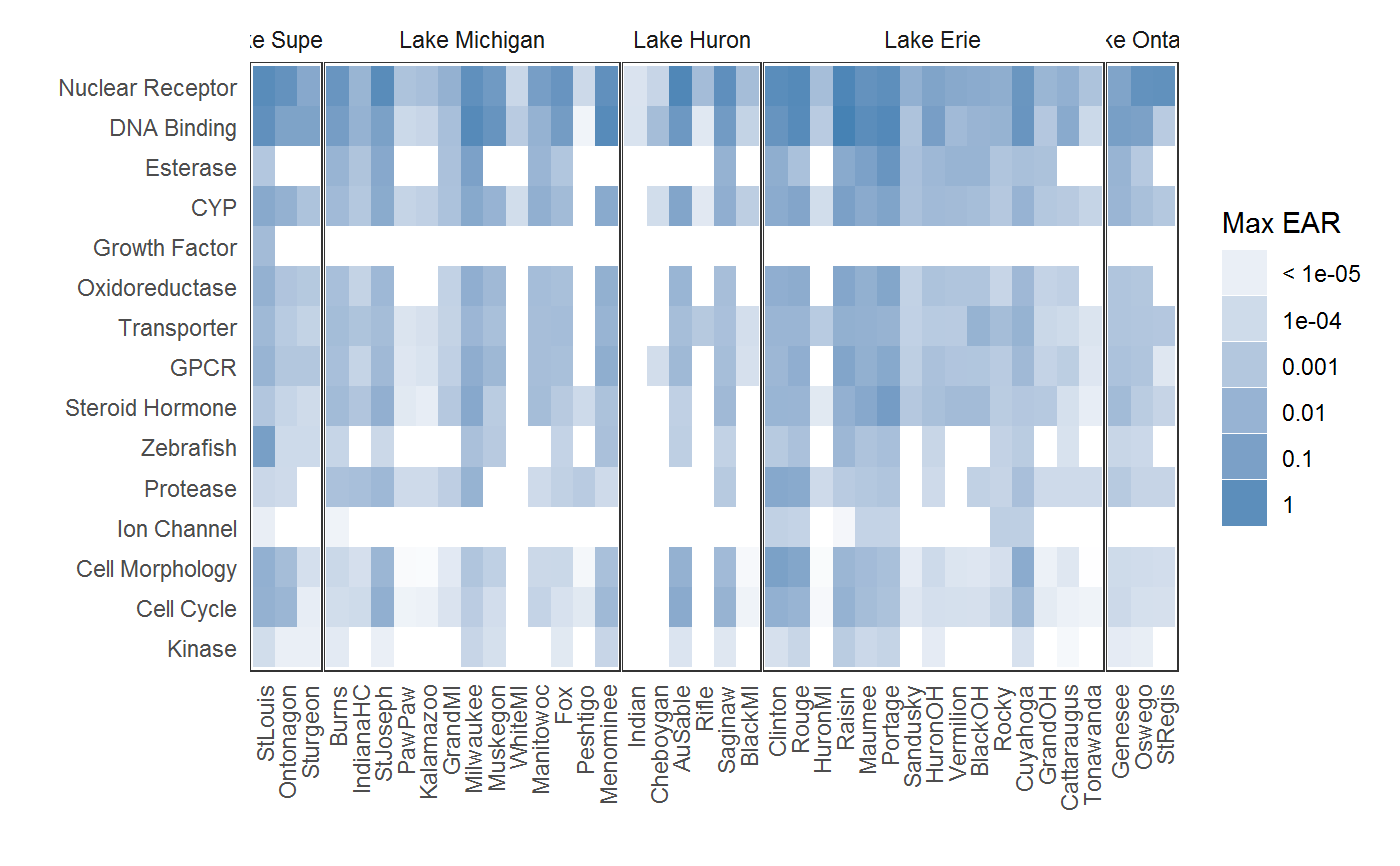 ke Supe
Lake Michigan
Lake Huron
Lake Erie
ke Onta
Nuclear Receptor
DNA Binding
Esterase
CYP
Growth Factor
Oxidoreductase
Transporter
GPCR
Steroid Hormone
Zebrafish
Protease
Ion Channel
Cell Morphology
Cell Cycle
Kinase
StLouis
Ontonagon
Sturgeon
Burns
IndianaHC
StJoseph
PawPaw
Kalamazoo
GrandMI
Milwaukee
Muskegon
WhiteMI
Manitowoc
Fox
Peshtigo
Menominee
Indian
Cheboygan
AuSable
Rifle
Saginaw
BlackMI
Clinton
Rouge
HuronMI
Raisin
Maumee
Portage
Sandusky
HuronOH
Vermilion
BlackOH
Rocky
Cuyahoga
GrandOH
Cattaraugus
Tonawanda
Genesee
Oswego
StRegis
Max EAR
< 1e-05
1e-04
0.001
0.01
0.1
1